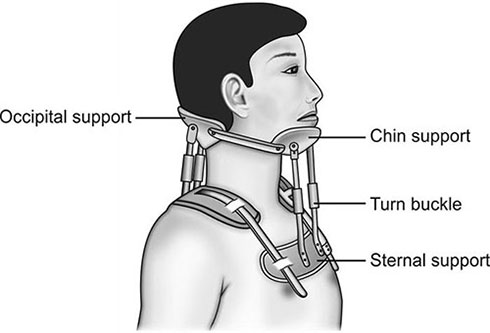 Occipital support
Chin support
Turn buckle
Sternal support